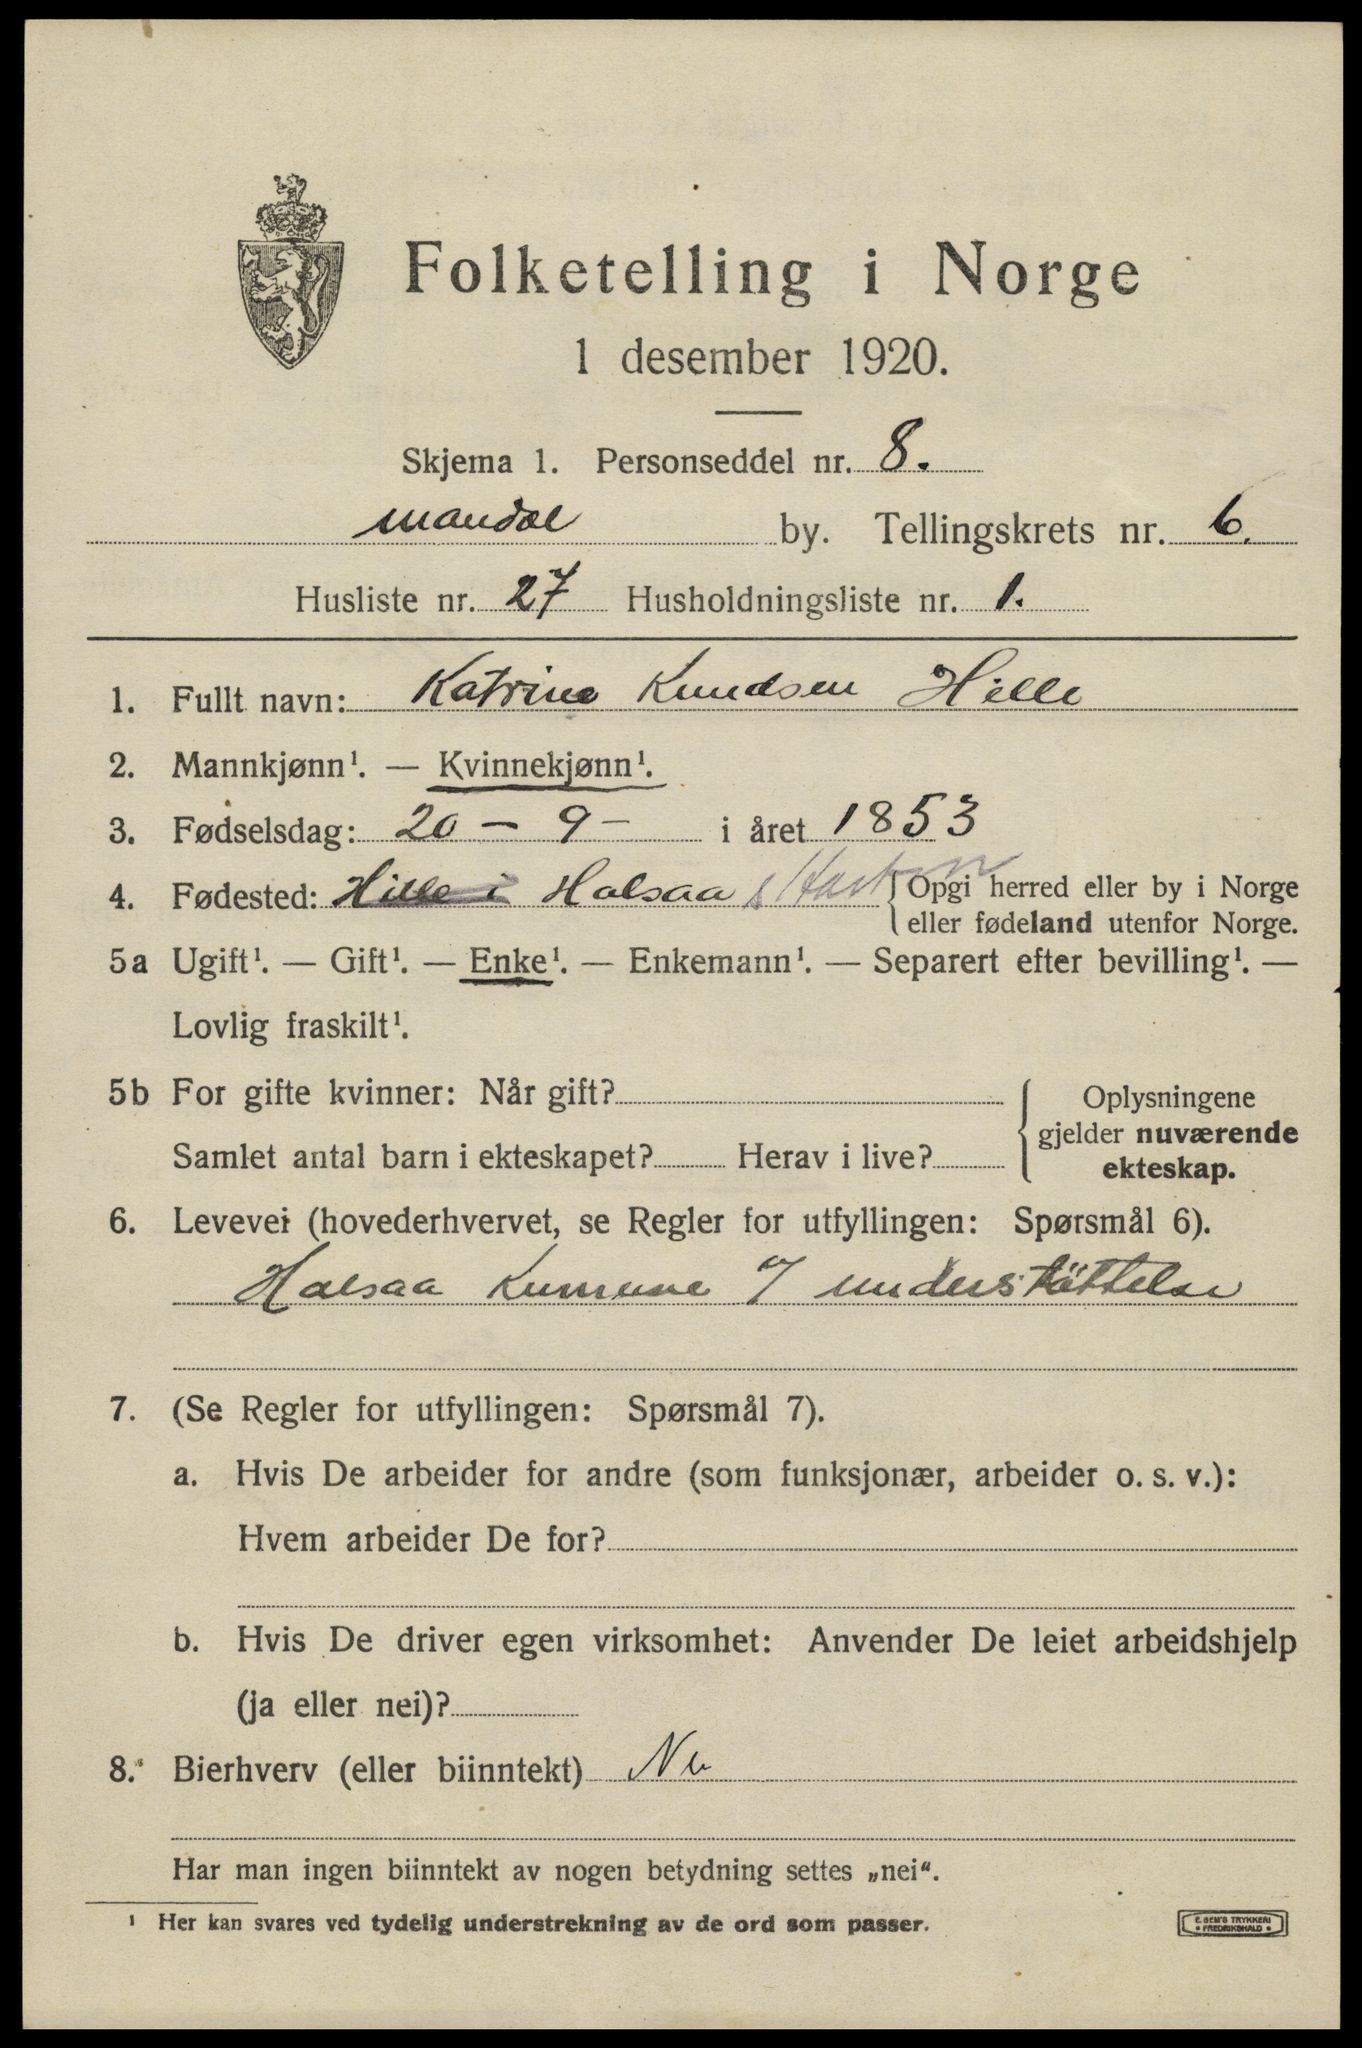 Folketelling i Norge
1 desember 1920.
Skjema 1. Personseddel nr. 8.
Mandal by. Tellingskrets nr. 6.
Husliste nr. 27 Husholdningsliste nr. 1.
1. Fullt navn: Katrine Knudsen Hille
2. Mannkjønn¹. — Kvinnekjønn¹.
3. Fødselsdag: 20 - 9 - i året 1853
4. Fødested: Hille i Halsaa { Opgi herred eller by i Norge
eller fødeland utenfor Norge.
5a Ugift¹. — Gift¹. — Enke¹. — Enkemann¹. — Separert efter bevilling¹. —
Lovlig fraskilt¹.
5b For gifte kvinner: Når gift? { Oplysningene
gjelder nuværende
Samlet antal barn i ekteskapet? Herav i live? ekteskap.
6. Levevei (hovederhvervet, se Regler for utfyllingen: Spørsmål 6).
Halsaa Kumune 7 understöttelse
7. (Se Regler for utfyllingen: Spørsmål 7).
a. Hvis De arbeider for andre (som funksjonær, arbeider o. s. v.):
Hvem arbeider De for?
b. Hvis De driver egen virksomhet: Anvender De leiet arbeidshjelp
(ja eller nei)?
8. Bierhverv (eller biinntekt) Nei
Har man ingen biinntekt av nogen betydning settes „nei“.
¹ Her kan svares ved tydelig understrekning av de ord som passer.
E. SEM'S TRYKKERI
• FREDRIKSHALD •